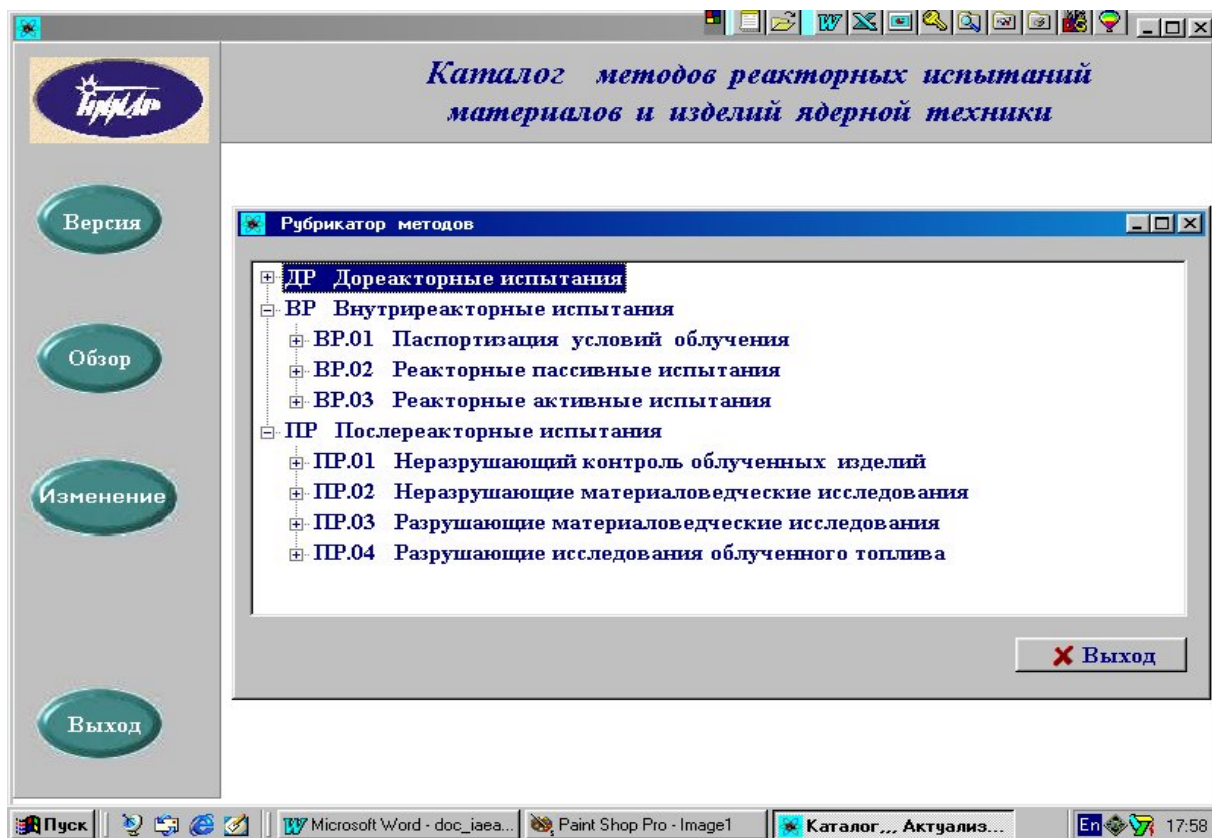 Каталог методов реакторных испытаний
материалов и изделий ядерной техники
НИИАР
Версия
Обзор
Изменение
Выход
Рубрикатор методов
ДР Дореакторные испытания
ВР Внутриреакторные испытания
ВР.01 Паспортизация условий облучения
ВР.02 Реакторные пассивные испытания
ВР.03 Реакторные активные испытания
ПР Послереакторные испытания
ПР.01 Неразрушающий контроль облученных изделий
ПР.02 Неразрушающие материаловедческие исследования
ПР.03 Разрушающие материаловедческие исследования
ПР.04 Разрушающие исследования облученного топлива
Выход
Пуск
Microsoft Word - doc_iaea...
Paint Shop Pro - Image1
Каталог,,, Актуализ...
En
17:58